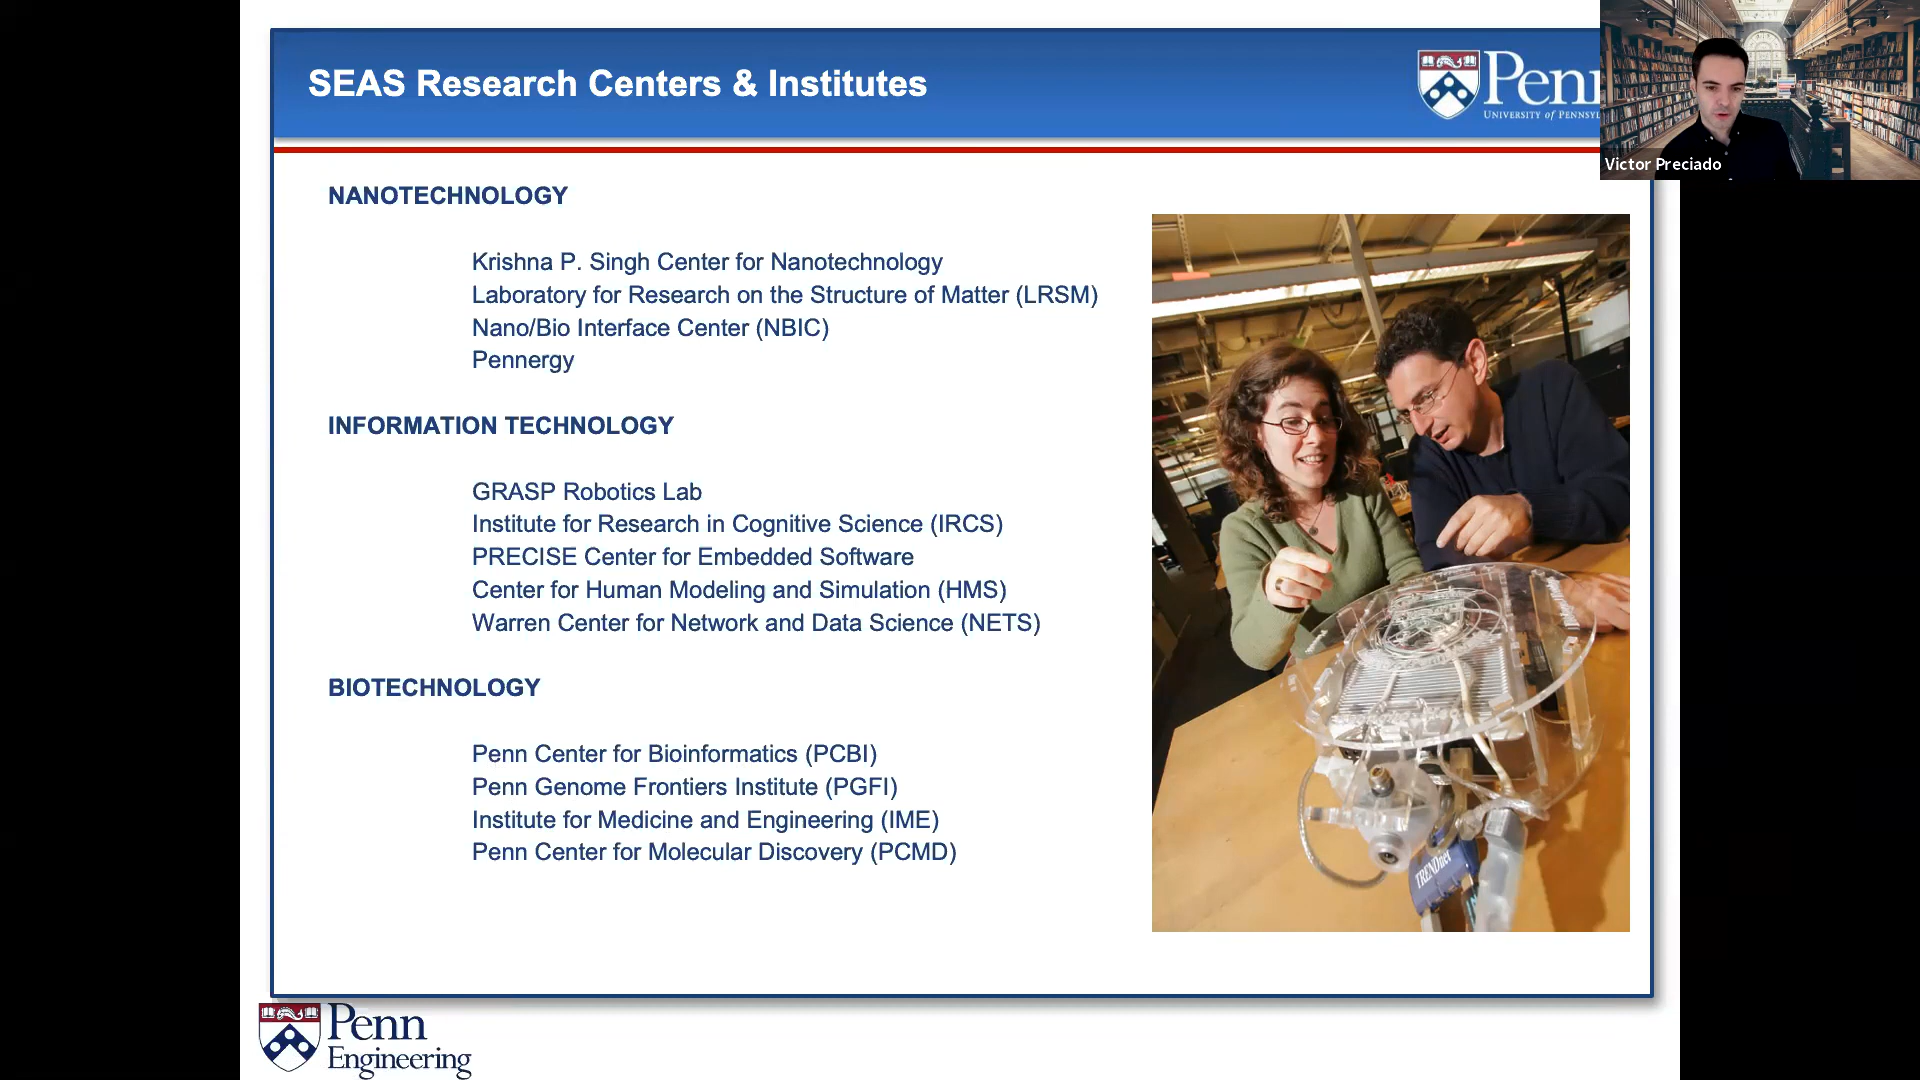 SEAS Research Centers & Institutes
Penn
UNIVERSITY of PENNSYL
Victor Preciado
NANOTECHNOLOGY
Krishna P. Singh Center for Nanotechnology
Laboratory for Research on the Structure of Matter (LRSM)
Nano/Bio Interface Center (NBIC)
Pennergy
INFORMATION TECHNOLOGY
GRASP Robotics Lab
Institute for Research in Cognitive Science (IRCS)
PRECISE Center for Embedded Software
Center for Human Modeling and Simulation (HMS)
Warren Center for Network and Data Science (NETS)
BIOTECHNOLOGY
Penn Center for Bioinformatics (PCBI)
Penn Genome Frontiers Institute (PGFI)
Institute for Medicine and Engineering (IME)
Penn Center for Molecular Discovery (PCMD)
TRENDnet
Penn
Engineering